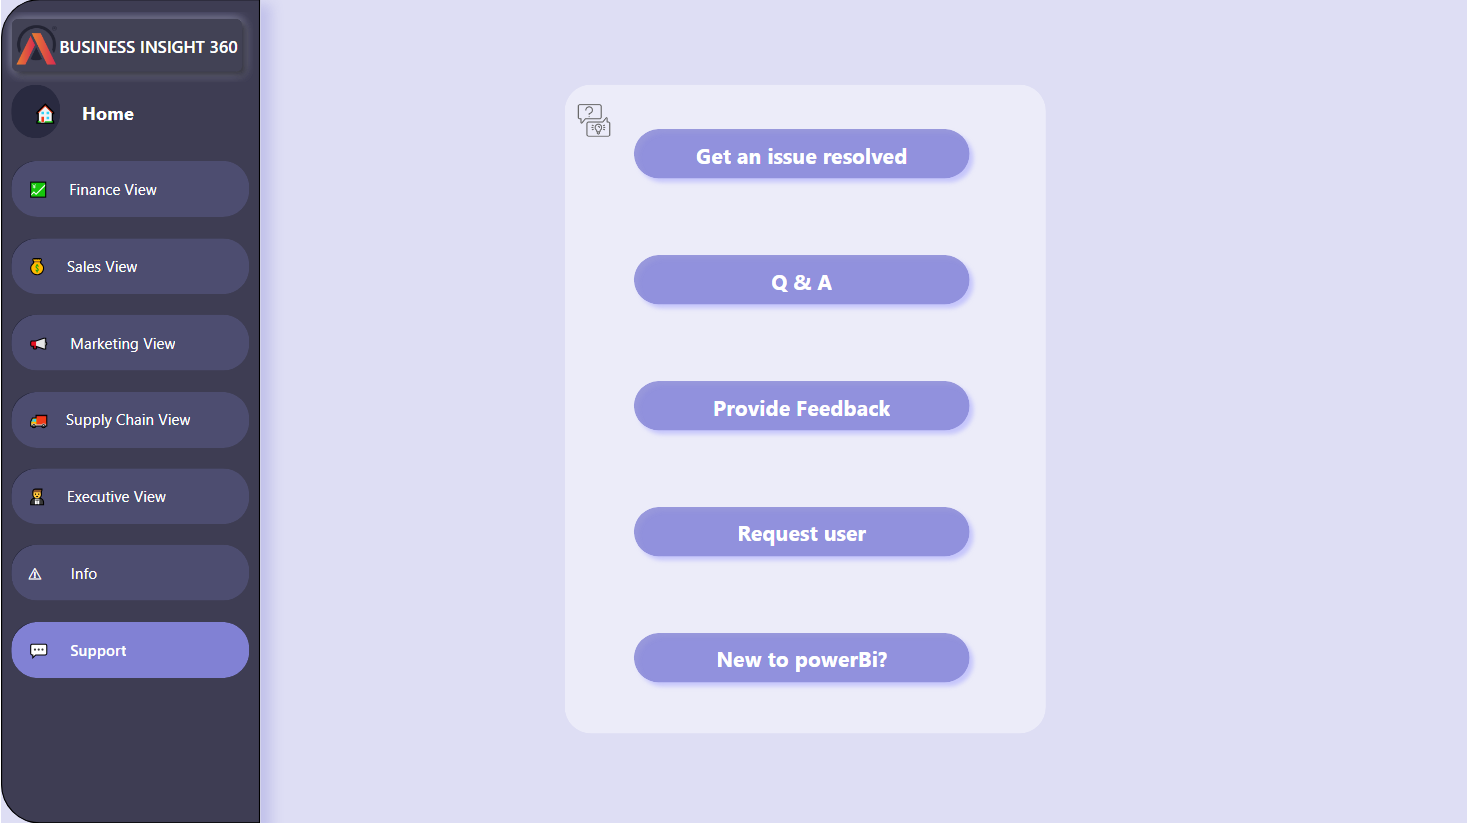 BUSINESS INSIGHT 360
Home
Finance View
Sales View
Marketing View
Supply Chain View
Executive View
Info
Support
Get an issue resolved
Q & A
Provide Feedback
Request user
New to powerBi?